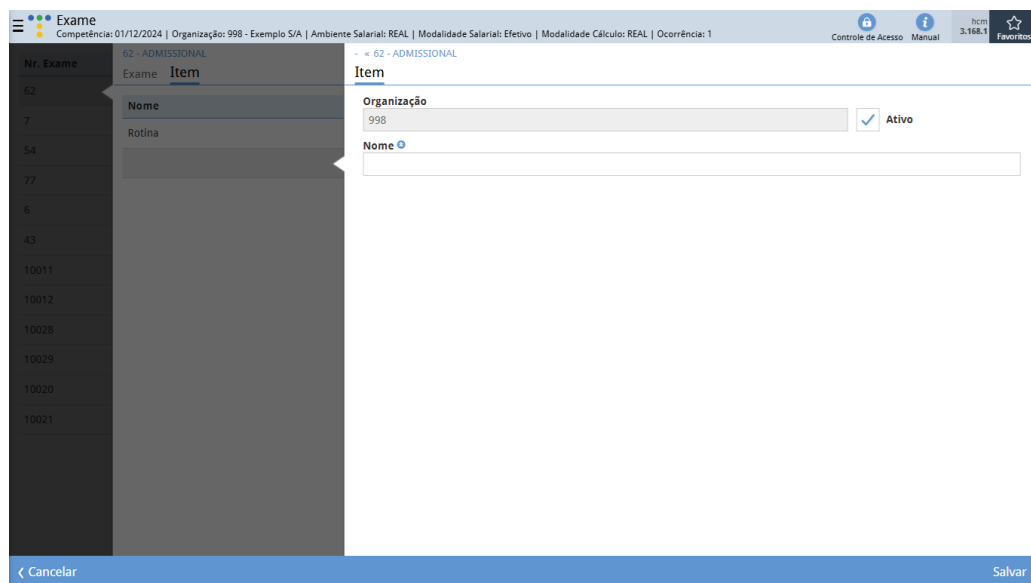 Exame
Competência: 01/12/2024 | Organização: 998 - Exemplo S/A | Ambiente Salarial: REAL | Modalidade Salarial: Efetivo | Modalidade Cálculo: REAL | Ocorrência: 1
Controle de Acesso
Manual
hcm
3.168.1
Favoritos
Nr. Exame
62
7
54
77
6
43
10011
10012
10028
10029
10020
10021
62 - ADMISSIONAL
Exame Item
Nome
Rotina
- « 62 - ADMISSIONAL
Item
Organização
998
Ativo
Nome
Cancelar
Salvar